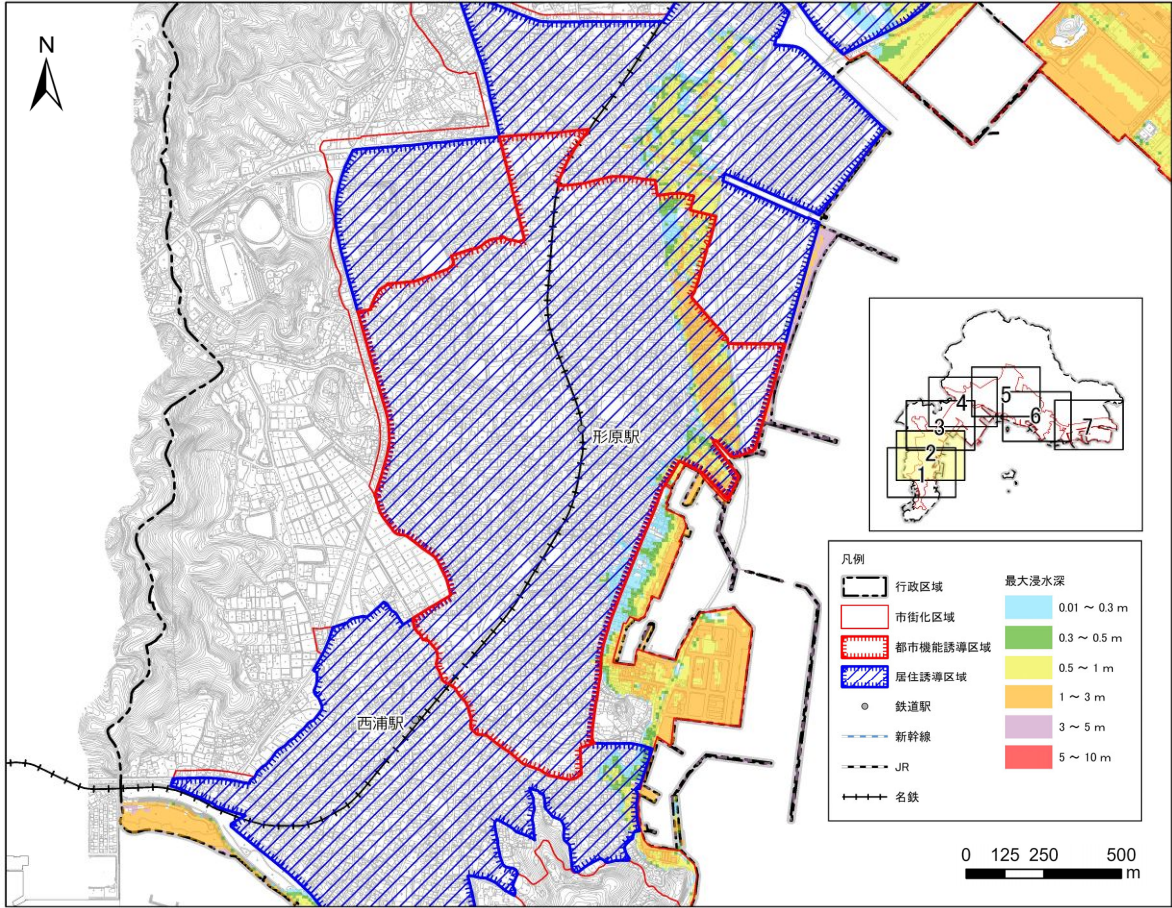 N
形原駅
西浦駅
5
4
6
3
7
2
1
凡例
行政区域
市街化区域
都市機能誘導区域
居住誘導区域
鉄道駅
新幹線
JR
名鉄
最大浸水深
0.01 ～ 0.3 m
0.3 ～ 0.5 m
0.5 ～ 1 m
1 ～ 3 m
3 ～ 5 m
5 ～ 10 m
0 125 250 500
m